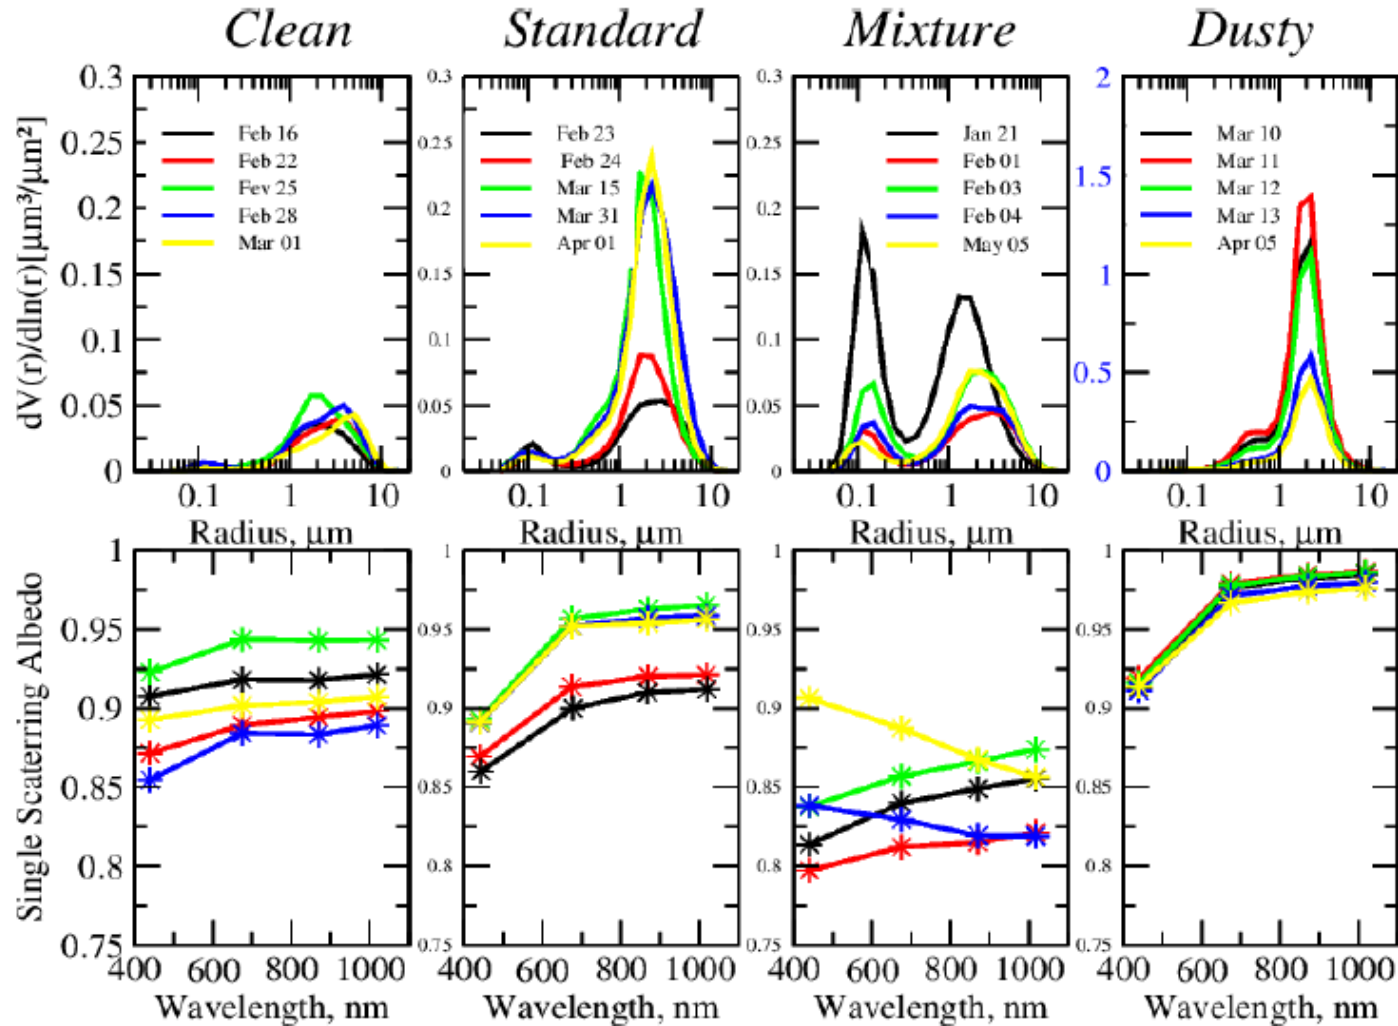 Clean Standard Mixture Dusty
dV(r)/dln(r)[μm³/μm²]
0.3
0.25
0.2
0.15
0.1
0.05
0
Feb 16
Feb 22
Fev 25
Feb 28
Mar 01
0.1 1 10
Radius, μm
0.3
0.25
0.2
0.15
0.1
0.05
0
Feb 23
Feb 24
Mar 15
Mar 31
Apr 01
0.1 1 10
Radius, μm
0.3
0.25
0.2
0.15
0.1
0.05
0
Jan 21
Feb 01
Feb 03
Feb 04
May 05
0.1 1 10
Radius, μm
2
1.5
1
0.5
0
Mar 10
Mar 11
Mar 12
Mar 13
Apr 05
0.1 1 10
Radius, μm
Single Scaterring Albedo
1
0.95
0.9
0.85
0.8
0.75
400 600 800 1000
Wavelength, nm
1
0.95
0.9
0.85
0.8
0.75
400 600 800 1000
Wavelength, nm
1
0.95
0.9
0.85
0.8
0.75
400 600 800 1000
Wavelength, nm
1
0.95
0.9
0.85
0.8
0.75
400 600 800 1000
Wavelength, nm